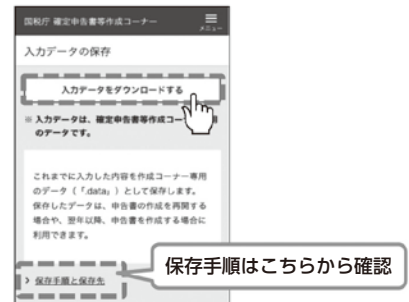 国税庁 確定申告書等作成コーナー
メニュー
入力データの保存
入力データをダウンロードする
※ 入力データは、確定申告書等作成コー
のデータです。
これまでに入力した内容を作成コーナー専用
のデータ(「.data」)として保存します。
保存したデータは、申告書の作成を再開する
場合や、翌年以降、申告書を作成する場合に
利用できます。
> 保存手順と保存先
保存手順はこちらから確認